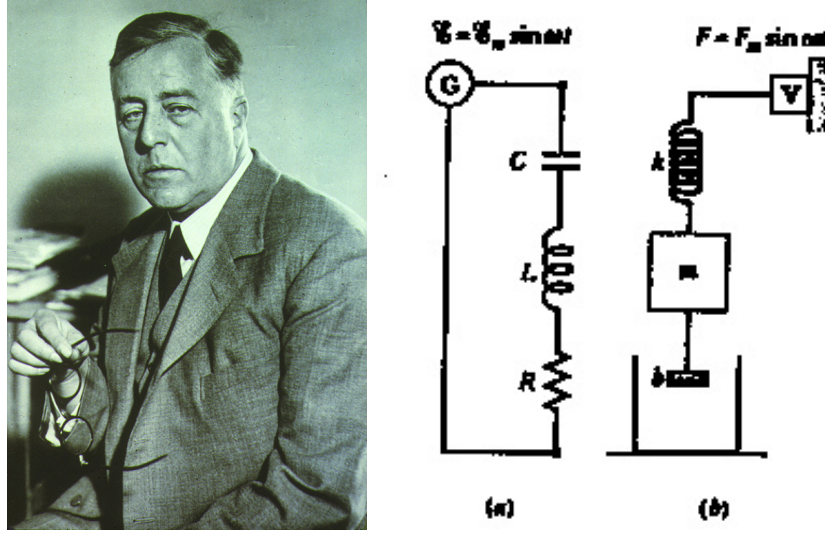 ℰ = ℰm sin ωt
F = Fm sin ωt
G
V
C
k
L
m
R
b
(a)
(b)